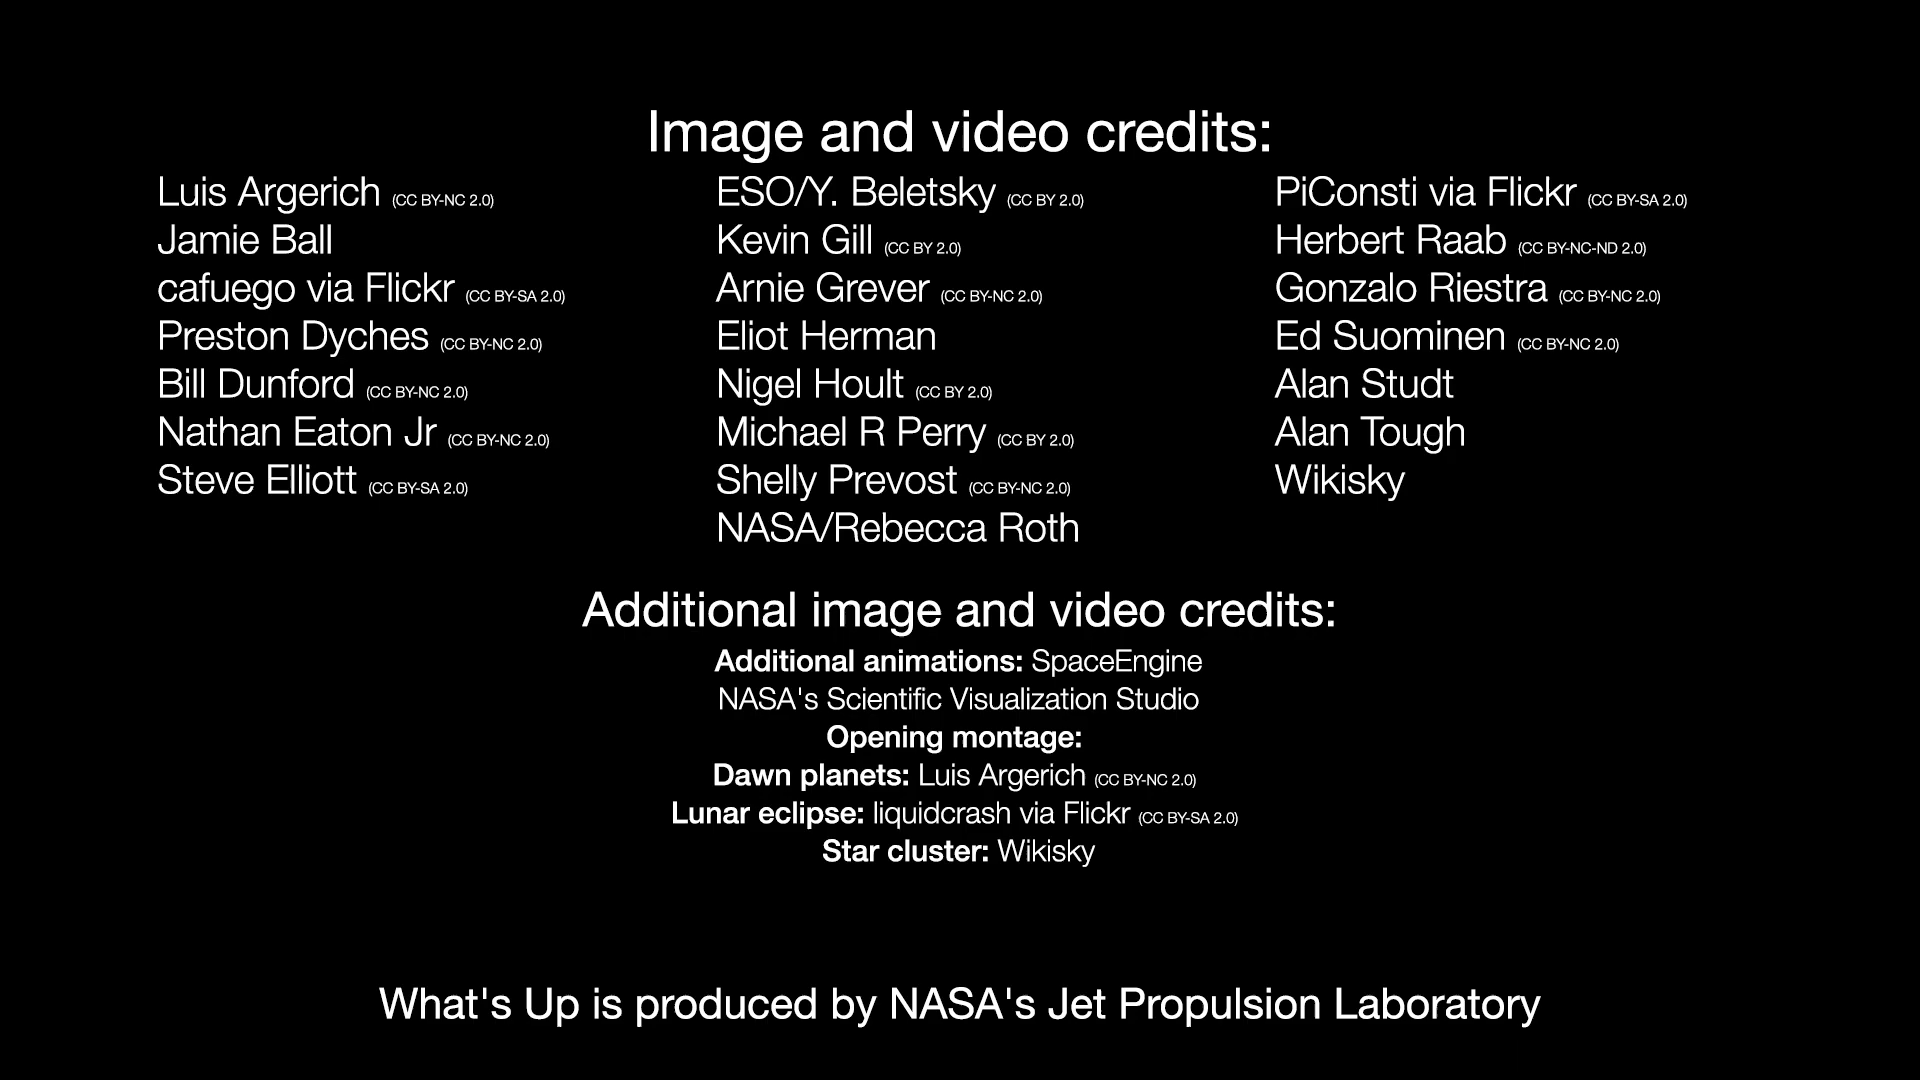 Image and video credits:
Luis Argerich (CC BY-NC 2.0)
Jamie Ball
cafuego via Flickr (CC BY-SA 2.0)
Preston Dyches (CC BY-NC 2.0)
Bill Dunford (CC BY-NC 2.0)
Nathan Eaton Jr (CC BY-NC 2.0)
Steve Elliott (CC BY-SA 2.0)
ESO/Y. Beletsky (CC BY 2.0)
Kevin Gill (CC BY 2.0)
Arnie Grever (CC BY-NC 2.0)
Eliot Herman
Nigel Hoult (CC BY 2.0)
Michael R Perry (CC BY 2.0)
Shelly Prevost (CC BY-NC 2.0)
NASA/Rebecca Roth
PiConsti via Flickr (CC BY-SA 2.0)
Herbert Raab (CC BY-NC-ND 2.0)
Gonzalo Riestra (CC BY-NC 2.0)
Ed Suominen (CC BY-NC 2.0)
Alan Studt
Alan Tough
Wikisky
Additional image and video credits:
Additional animations: SpaceEngine
NASA's Scientific Visualization Studio
Opening montage:
Dawn planets: Luis Argerich (CC BY-NC 2.0)
Lunar eclipse: liquidcrash via Flickr (CC BY-SA 2.0)
Star cluster: Wikisky
What's Up is produced by NASA's Jet Propulsion Laboratory